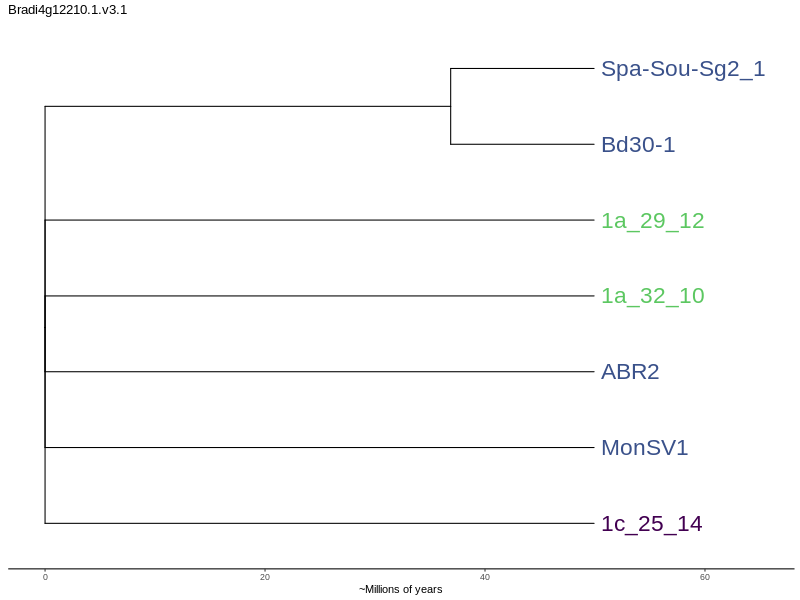 Bradi4g12210.1.v3.1
Spa-Sou-Sg2_1
Bd30-1
1a_29_12
1a_32_10
ABR2
MonSV1
1c_25_14
0 20 40 60
~Millions of years